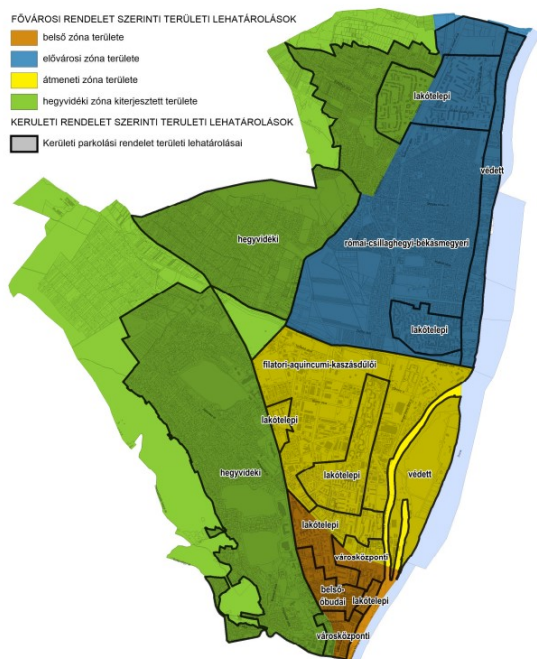 FŐVÁROSI RENDELET SZERINTI TERÜLETI LEHATÁROLÁSOK
belső zóna területe
elővárosi zóna területe
átmeneti zóna területe
hegyvidéki zóna kiterjesztett területe
KERULETI RENDELET SZERINTI TERULETI LEHATÁROLÁSOK
Kerületi parkolási rendelet területi lehatárolásai
lakótelepi
védett
hegyvidéki
római-csillaghegyi-békásmegyeri
lakótelepi
filatori-aquincumi-kaszásdűlői
lakótelepi
hegyvidéki
lakótelepi
védett
lakótelepi
városközponti
belső-
óbudai
lakótelepi
városközponti